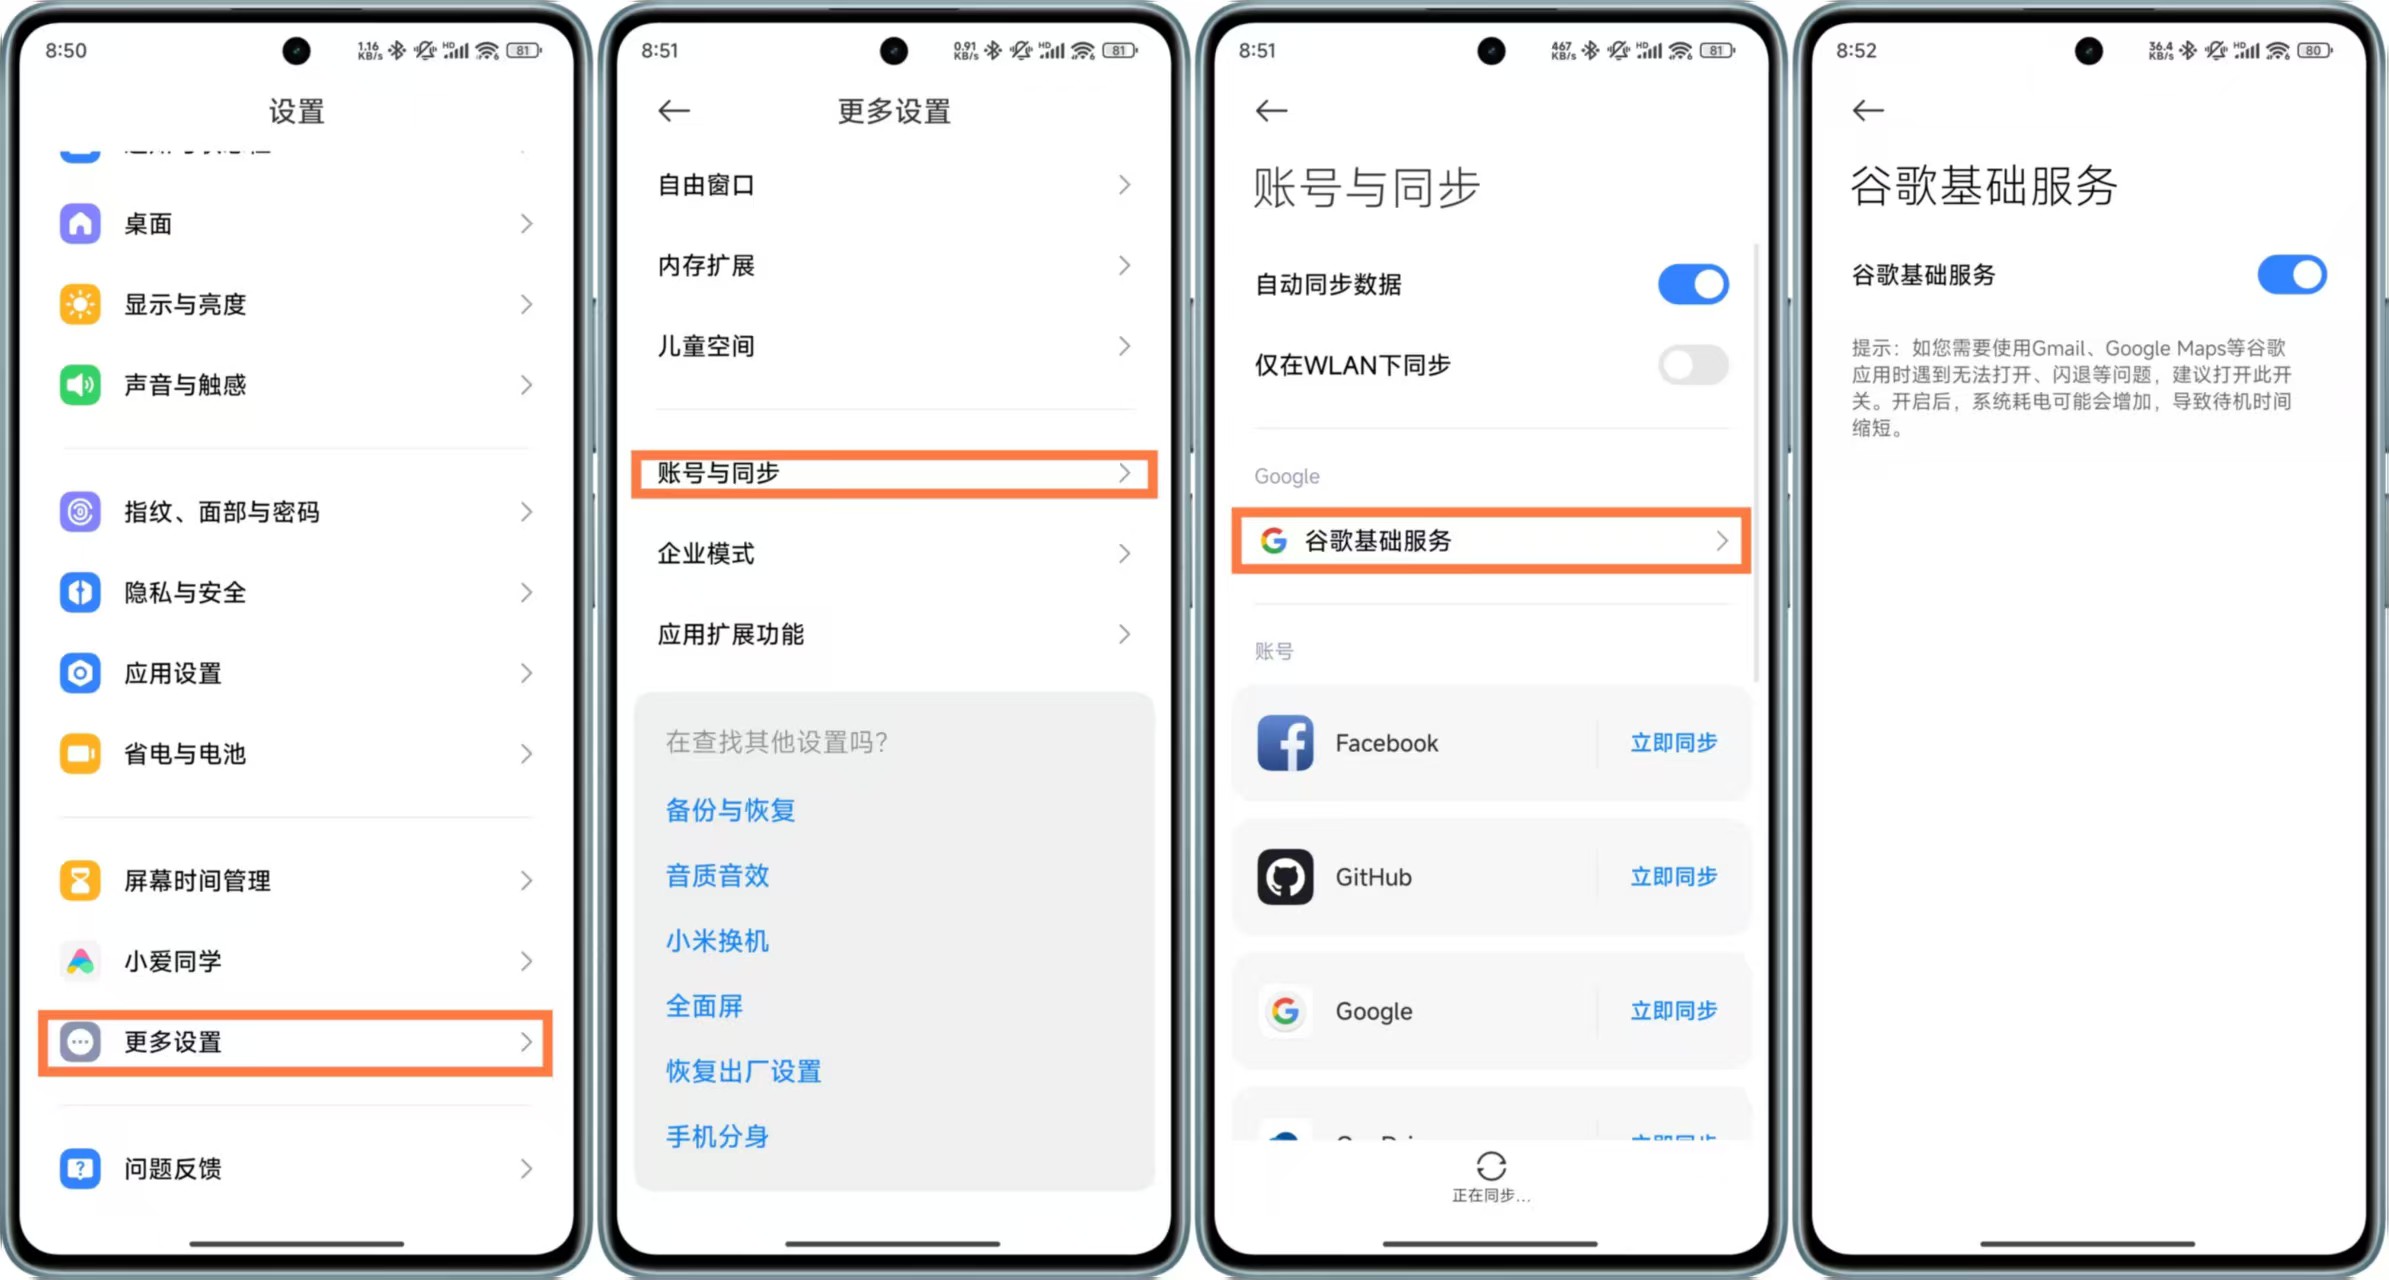 8:50
1.16
KB/s
HD
6
81
设置
桌面
显示与亮度
声音与触感
指纹、面部与密码
隐私与安全
应用设置
省电与电池
屏幕时间管理
小爱同学
更多设置
问题反馈
8:51
0.91
KB/s
HD
6
81
更多设置
自由窗口
内存扩展
儿童空间
账号与同步
企业模式
应用扩展功能
在查找其他设置吗?
备份与恢复
音质音效
小米换机
全面屏
恢复出厂设置
手机分身
8:51
467
KB/s
HD
6
81
账号与同步
自动同步数据
仅在WLAN下同步
Google
谷歌基础服务
账号
Facebook
立即同步
GitHub
立即同步
Google
立即同步
立即同步
正在同步...
8:52
36.4
KB/s
HD
6
80
谷歌基础服务
谷歌基础服务
提示：如您需要使用Gmail、Google Maps等谷歌
应用时遇到无法打开、闪退等问题，建议打开此开
关。开启后，系统耗电可能会增加，导致待机时间
缩短。